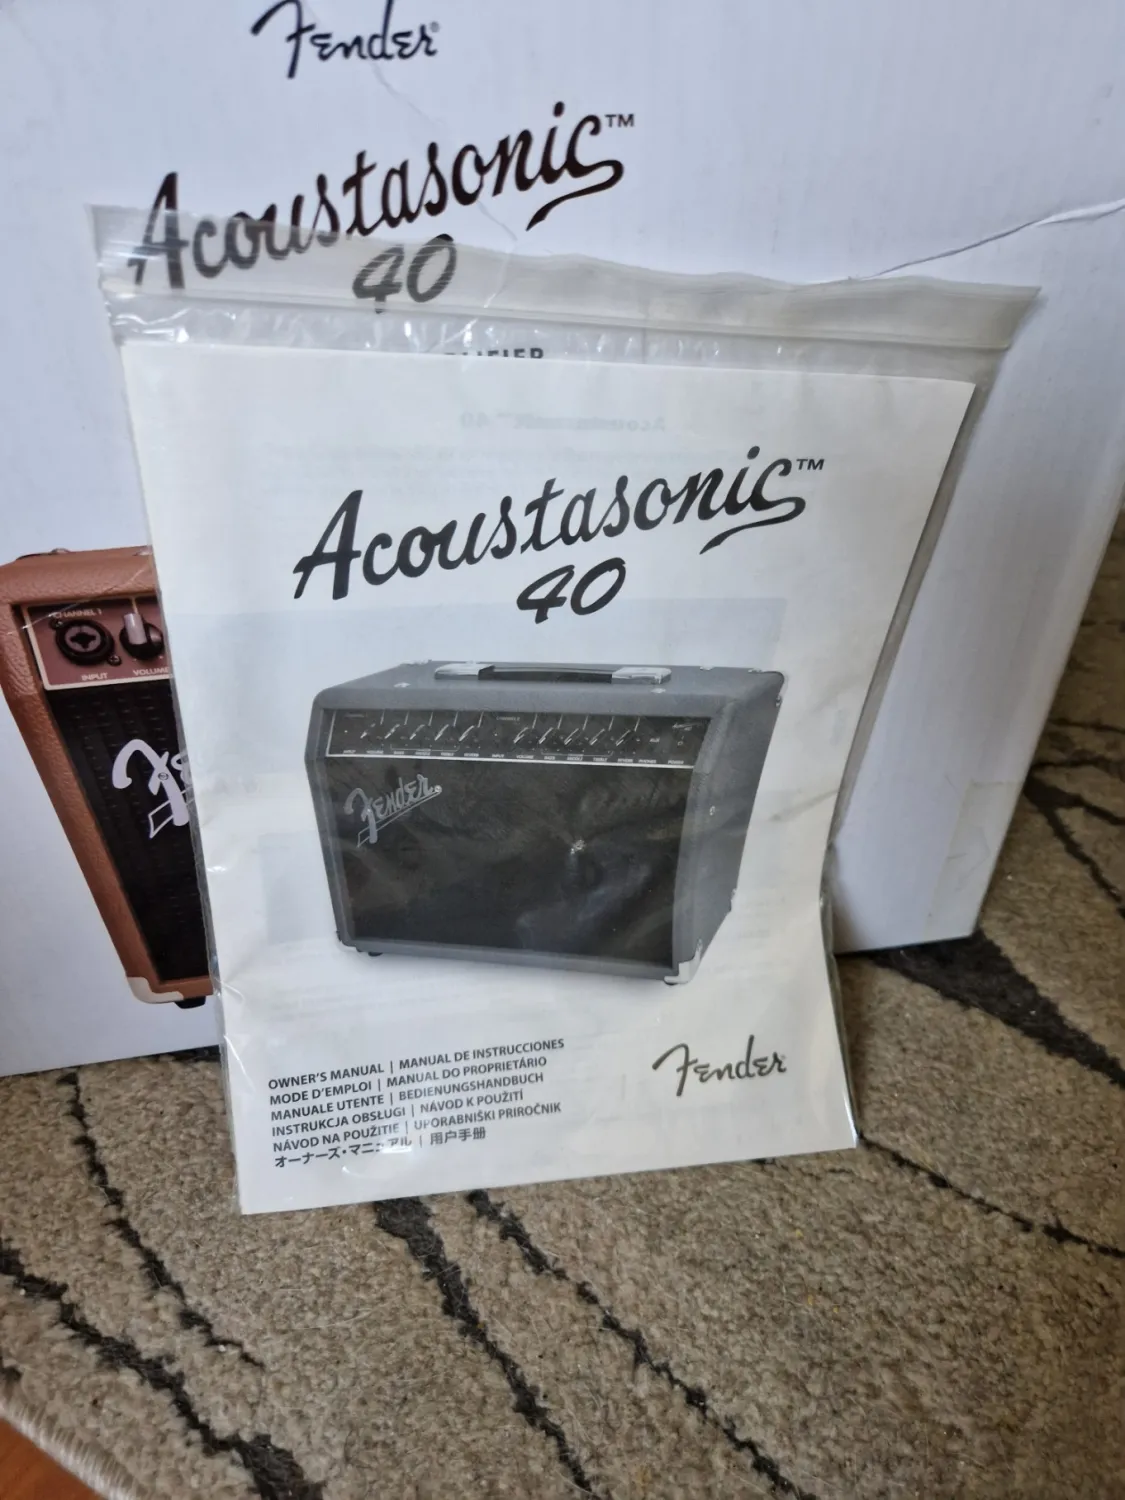 Fender®
Acoustasonic™
40
Acoustasonic™
40
CHANNEL 1
INPUT VOLUME
Fender
OWNER'S MANUAL | MANUAL DE INSTRUCCIONES
MODE D'EMPLOI | MANUAL DO PROPRIETÁRIO
MANUALE UTENTE | BEDIENUNGSHANDBUCH
INSTRUKCJA OBSŁUGI | NÁVOD K POUŽITÍ
NÁVOD NA POUŽITIE | UPORABNIŠKI PRIROČNIK
オーナーズ・マニュアル | 用户手册
Fender®